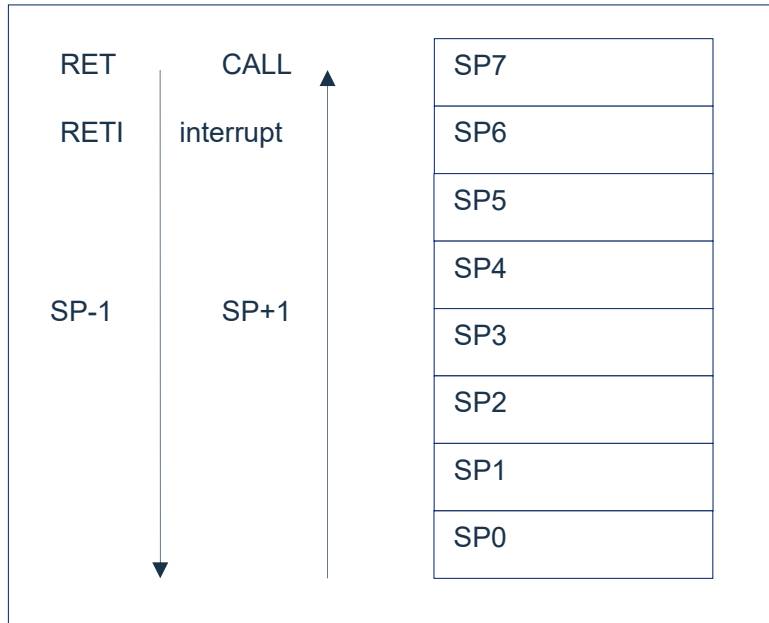 RET CALL
RETI interrupt
SP-1 SP+1
SP7
SP6
SP5
SP4
SP3
SP2
SP1
SP0